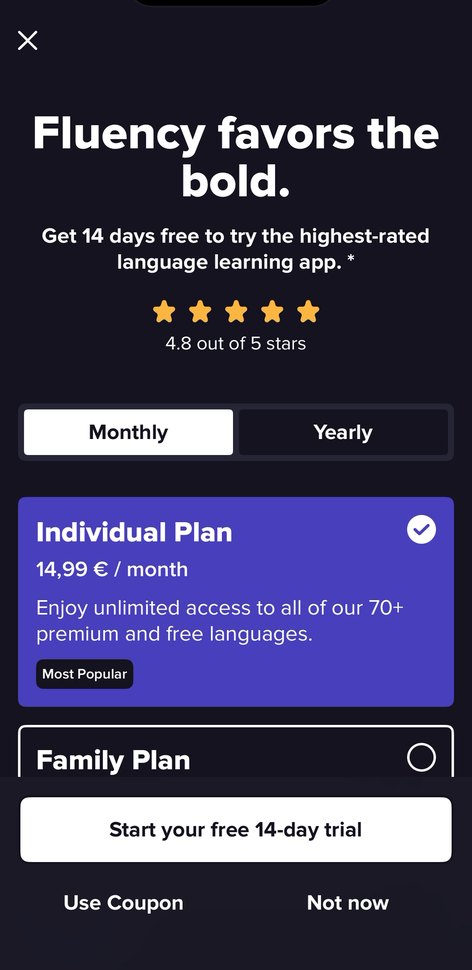 Fluency favors the
bold.
Get 14 days free to try the highest-rated
language learning app. *
4.8 out of 5 stars
Monthly
Yearly
Individual Plan
14,99 € / month
Enjoy unlimited access to all of our 70+
premium and free languages.
Most Popular
Family Plan
Start your free 14-day trial
Use Coupon
Not now